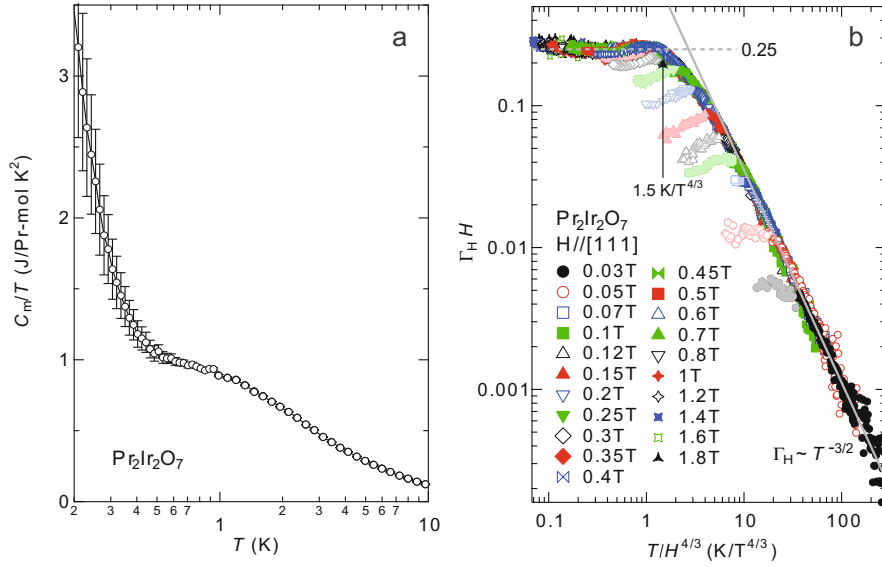 a
3
2
1
0
C_m/T (J/Pr-mol K²)
Pr₂Ir₂O₇
2 3 4 5 6 7 1 2 3 4 5 6 7 10
T (K)
b
0.25
0.1
0.01
0.001
Γ_H H
1.5 K/T^4/3
Pr₂Ir₂O₇
H//[111]
0.03T
0.05T
0.07T
0.1T
0.12T
0.15T
0.2T
0.25T
0.3T
0.35T
0.4T
0.45T
0.5T
0.6T
0.7T
0.8T
1T
1.2T
1.4T
1.6T
1.8T
Γ_H ~ T^-3/2
0.1 1 10 100
T/H^4/3 (K/T^4/3)